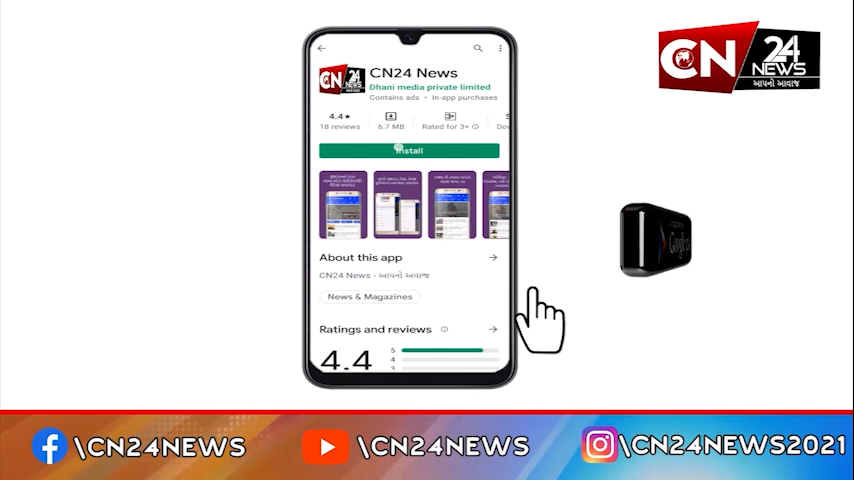 CN24 News
Dhani media private limited
Contains ads • In-app purchases
4.4★
18 reviews
6.7 MB
3+
Rated for 3+
Install
About this app
CN24 News - આપનો અવાજ
News & Magazines
Ratings and reviews
4.4
5
4
3
CN 24 NEWS
આપનો અવાજ
\CN24NEWS
\CN24NEWS
\CN24NEWS2021